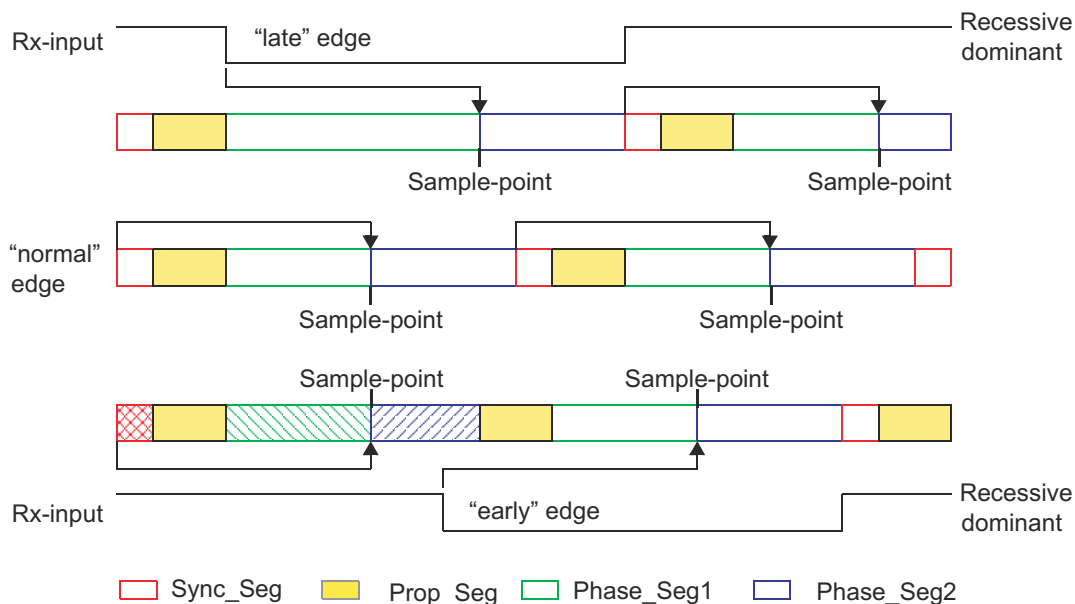 Rx-input
“late” edge
Recessive
dominant
Sample-point
Sample-point
“normal”
edge
Sample-point
Sample-point
Sample-point
Sample-point
Rx-input
“early” edge
Recessive
dominant
Sync_Seg
Prop_Seg
Phase_Seg1
Phase_Seg2